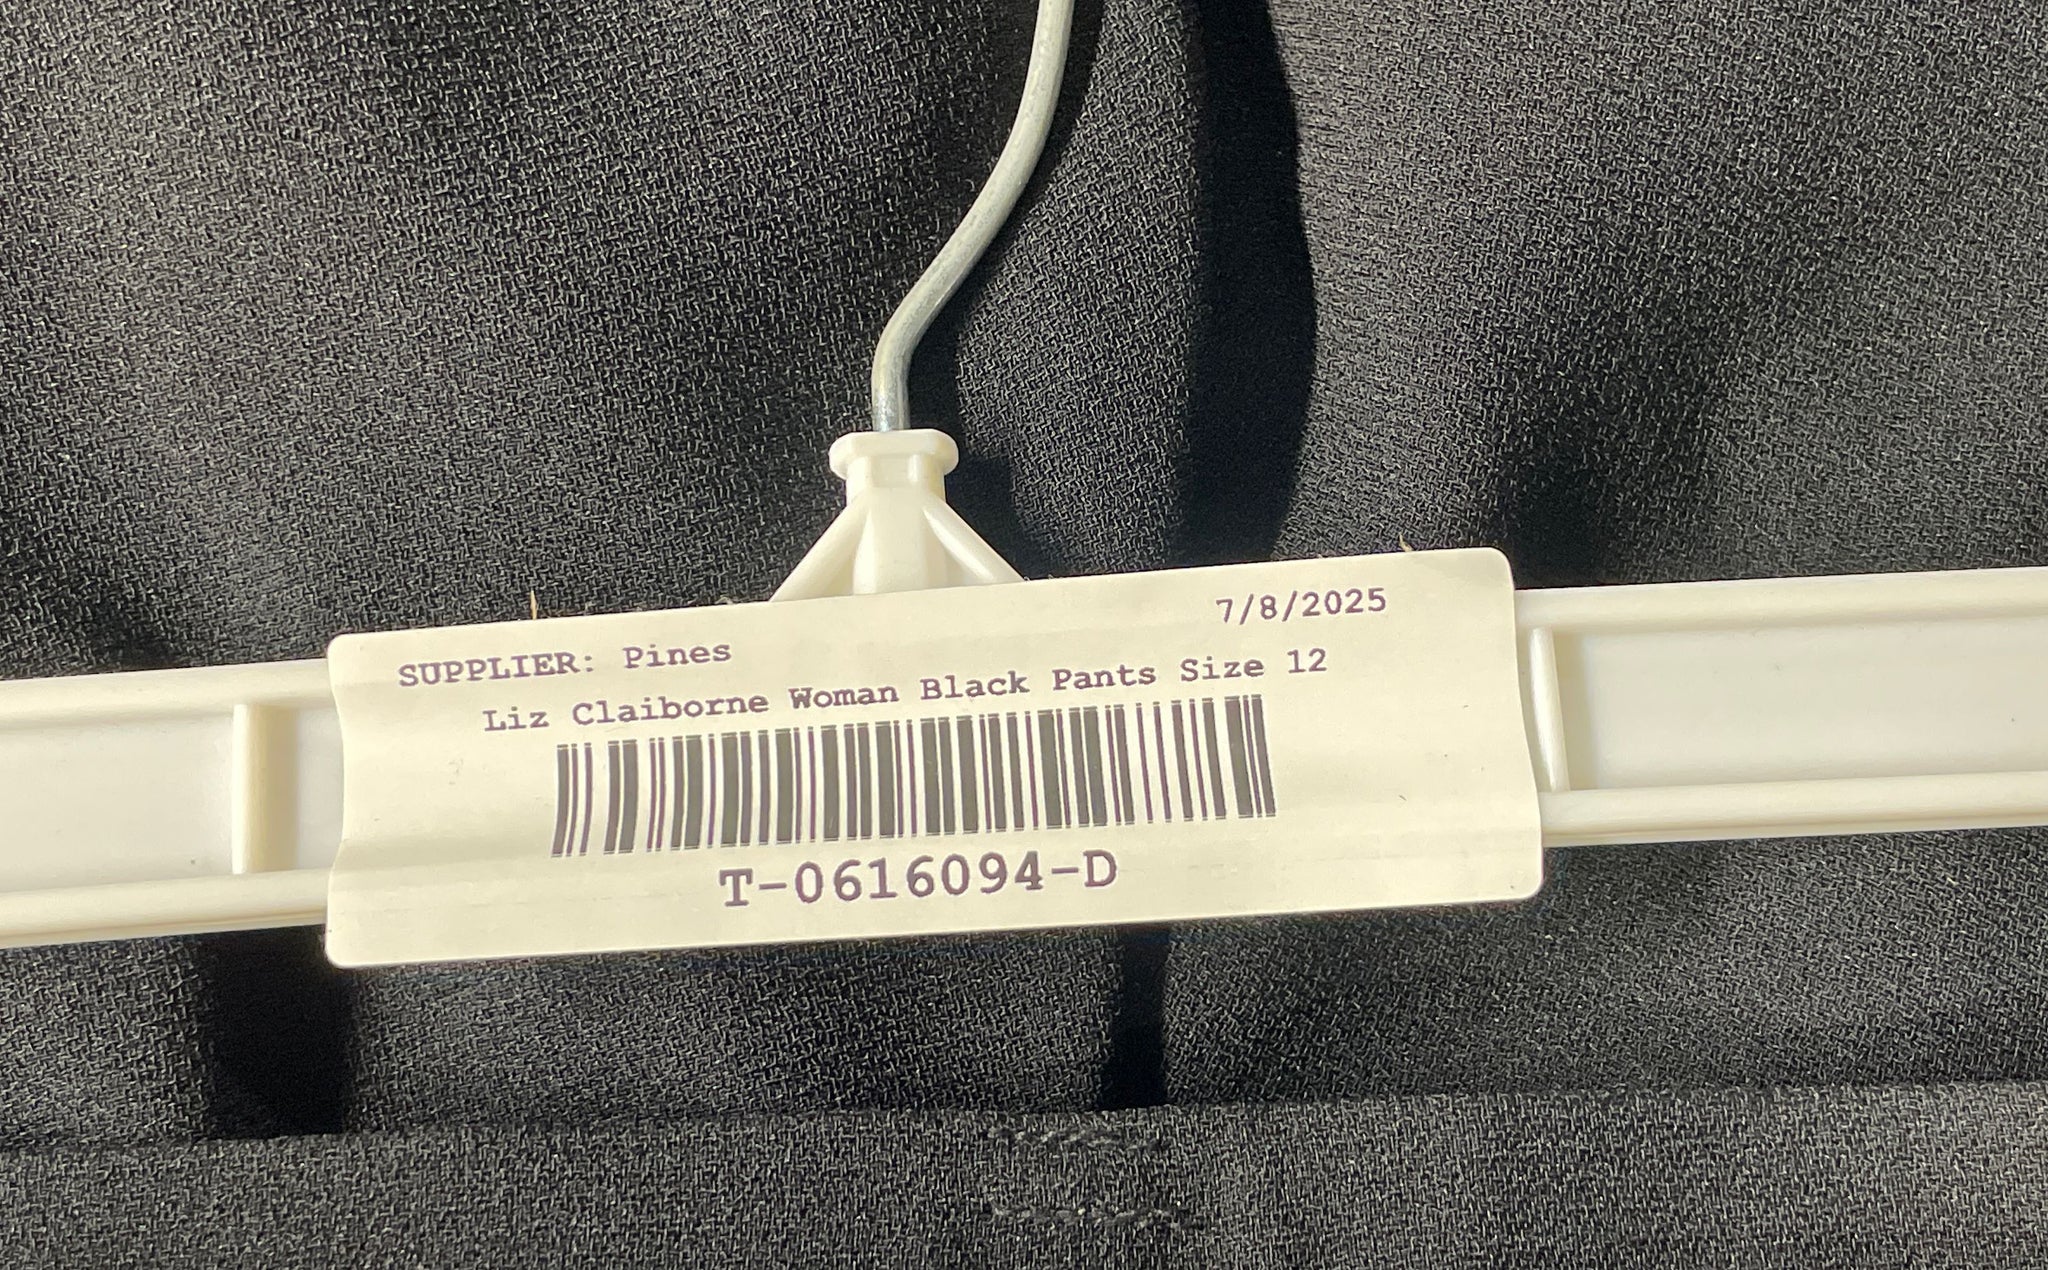 7/8/2025
SUPPLIER: Pines
Liz Claiborne Woman Black Pants Size 12
T-0616094-D